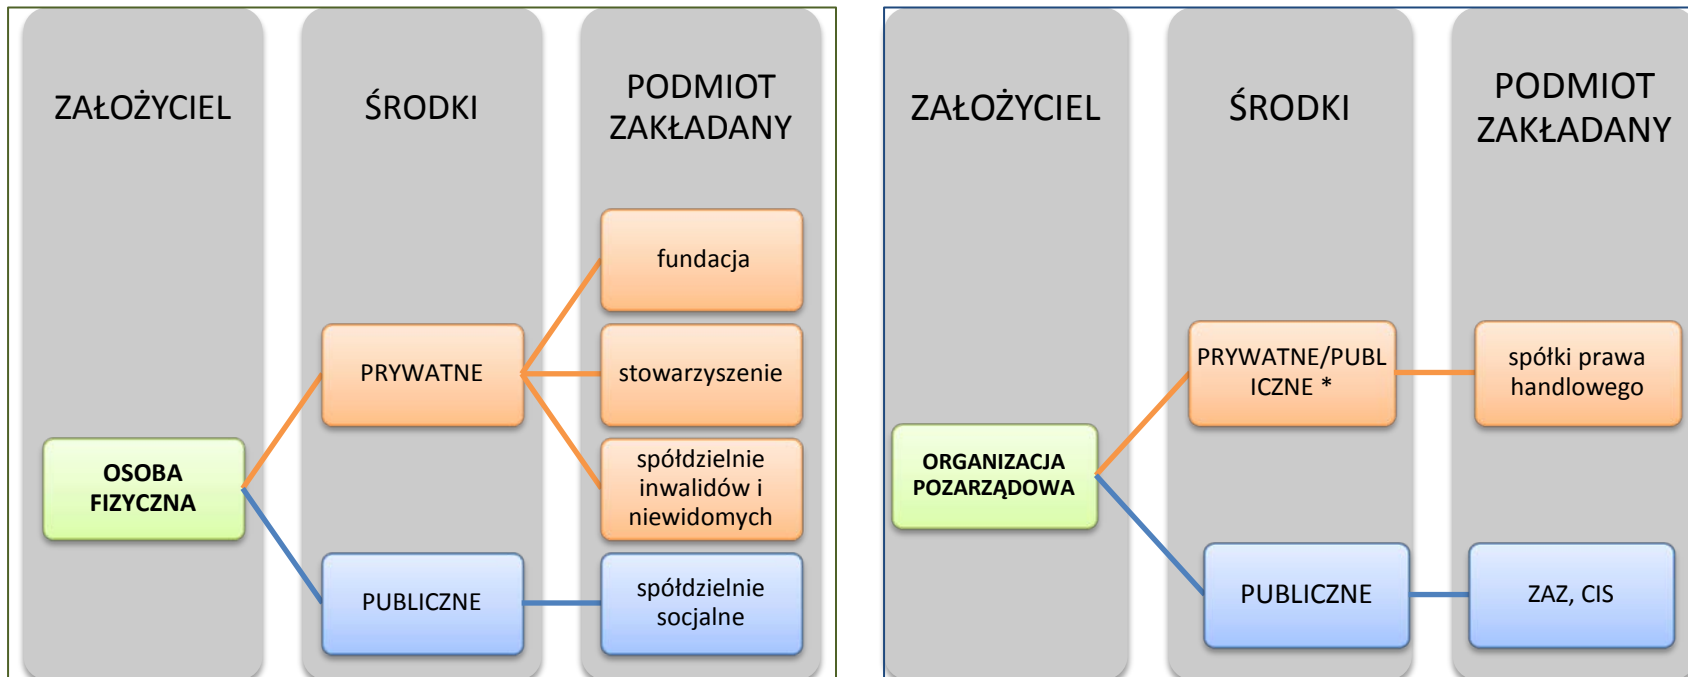 ZAŁOŻYCIEL
ŚRODKI
PODMIOT
ZAKŁADANY
fundacja
PRYWATNE
stowarzyszenie
OSOBA
FIZYCZNA
spółdzielnie
inwalidów i
niewidomych
PUBLICZNE
spółdzielnie
socjalne
ZAŁOŻYCIEL
ŚRODKI
PODMIOT
ZAKŁADANY
PRYWATNE/PUBL
ICZNE *
spółki prawa
handlowego
ORGANIZACJA
POZARZĄDOWA
PUBLICZNE
ZAZ, CIS